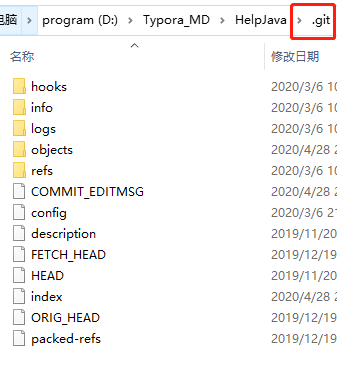 电脑 > program (D:) > Typora_MD > HelpJava > .git
名称 修改日期
hooks 2020/3/6 10
info 2020/3/6 10
logs 2020/3/6 10
objects 2020/4/28 2
refs 2020/3/6 10
COMMIT_EDITMSG 2020/4/28 2
config 2020/3/6 21
description 2019/11/20
FETCH_HEAD 2019/12/19
HEAD 2019/11/20
index 2020/4/28 2
ORIG_HEAD 2019/12/19
packed-refs 2019/12/19